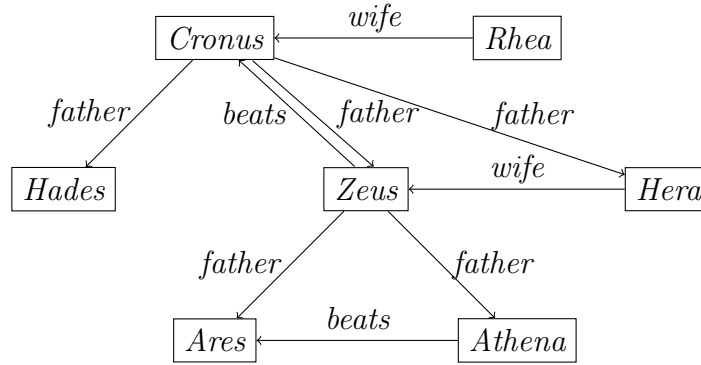 wife
Cronus
Rhea
father
beats
father
father
Hades
Zeus
wife
Hera
father
father
Ares
beats
Athena